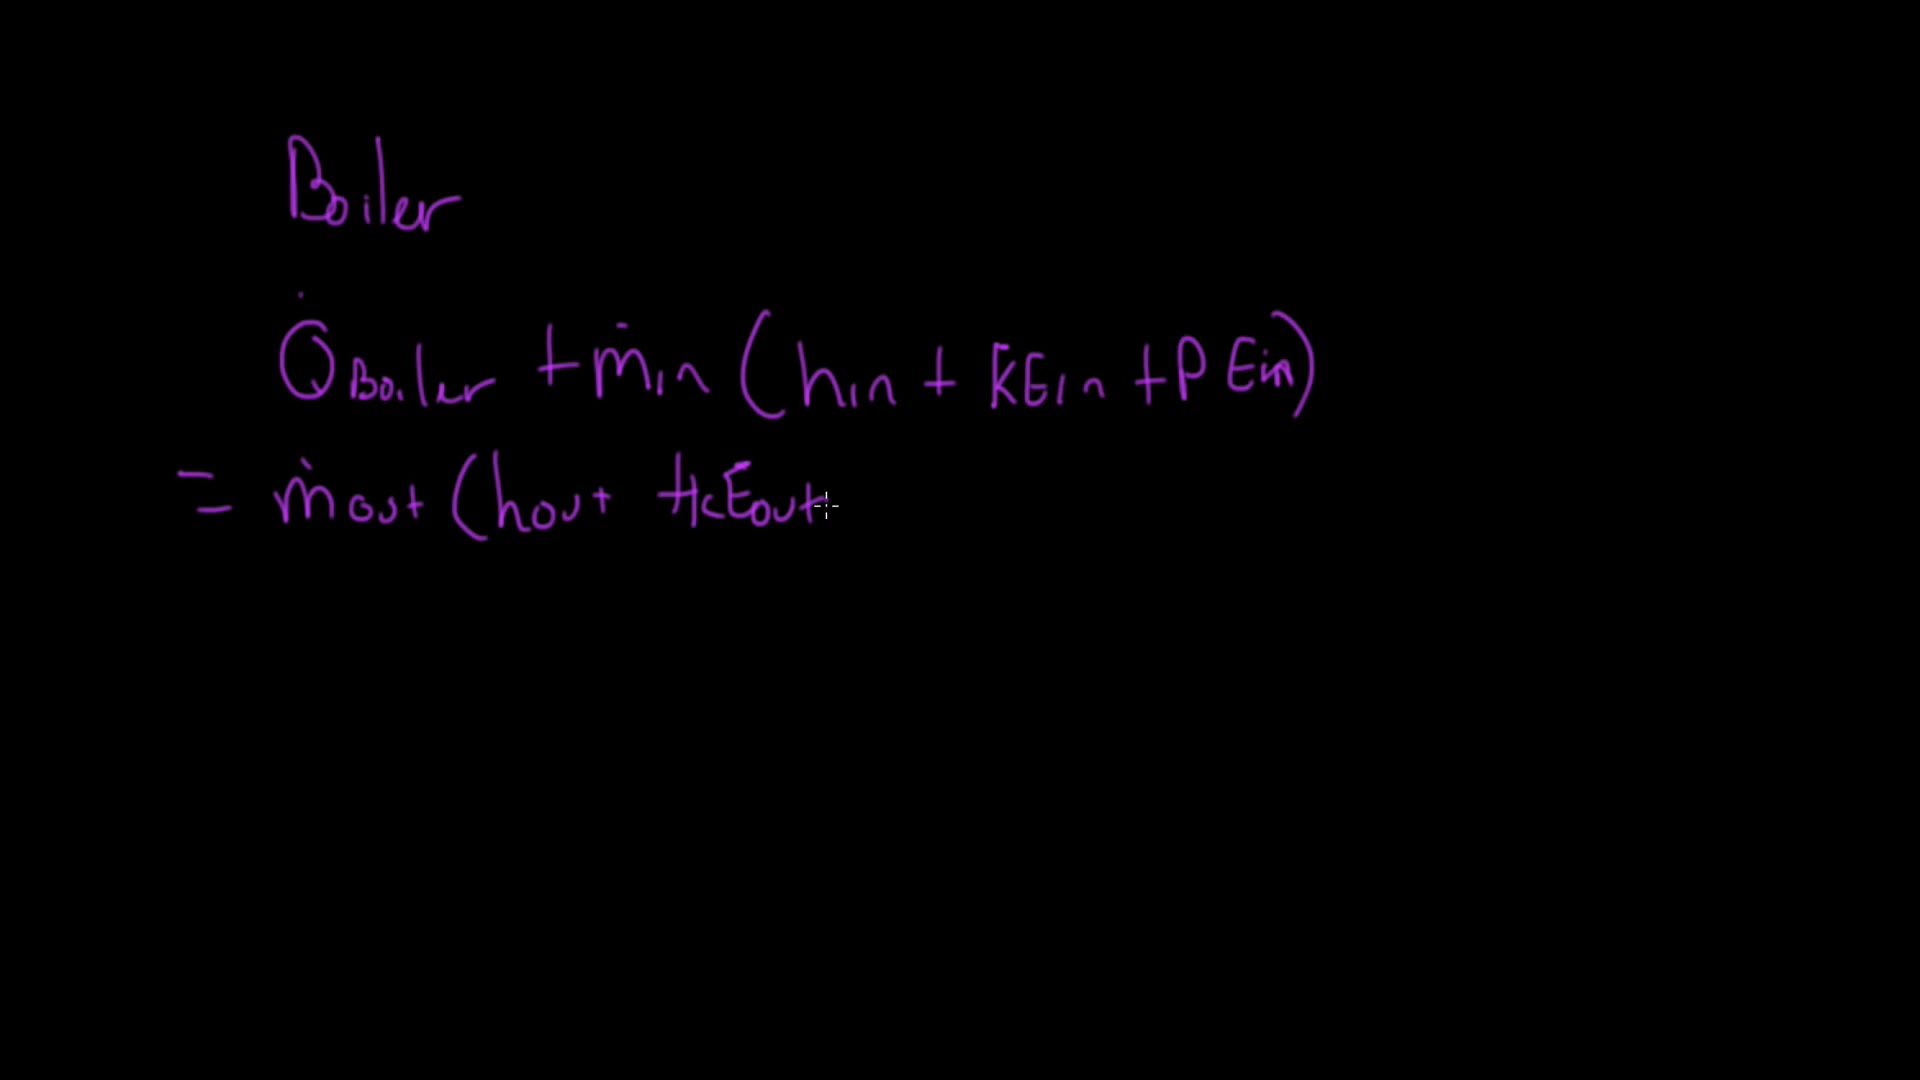 Boiler
Q̇Boiler + ṁin (hin + KEin + PEin)
= ṁout (hout + KEout